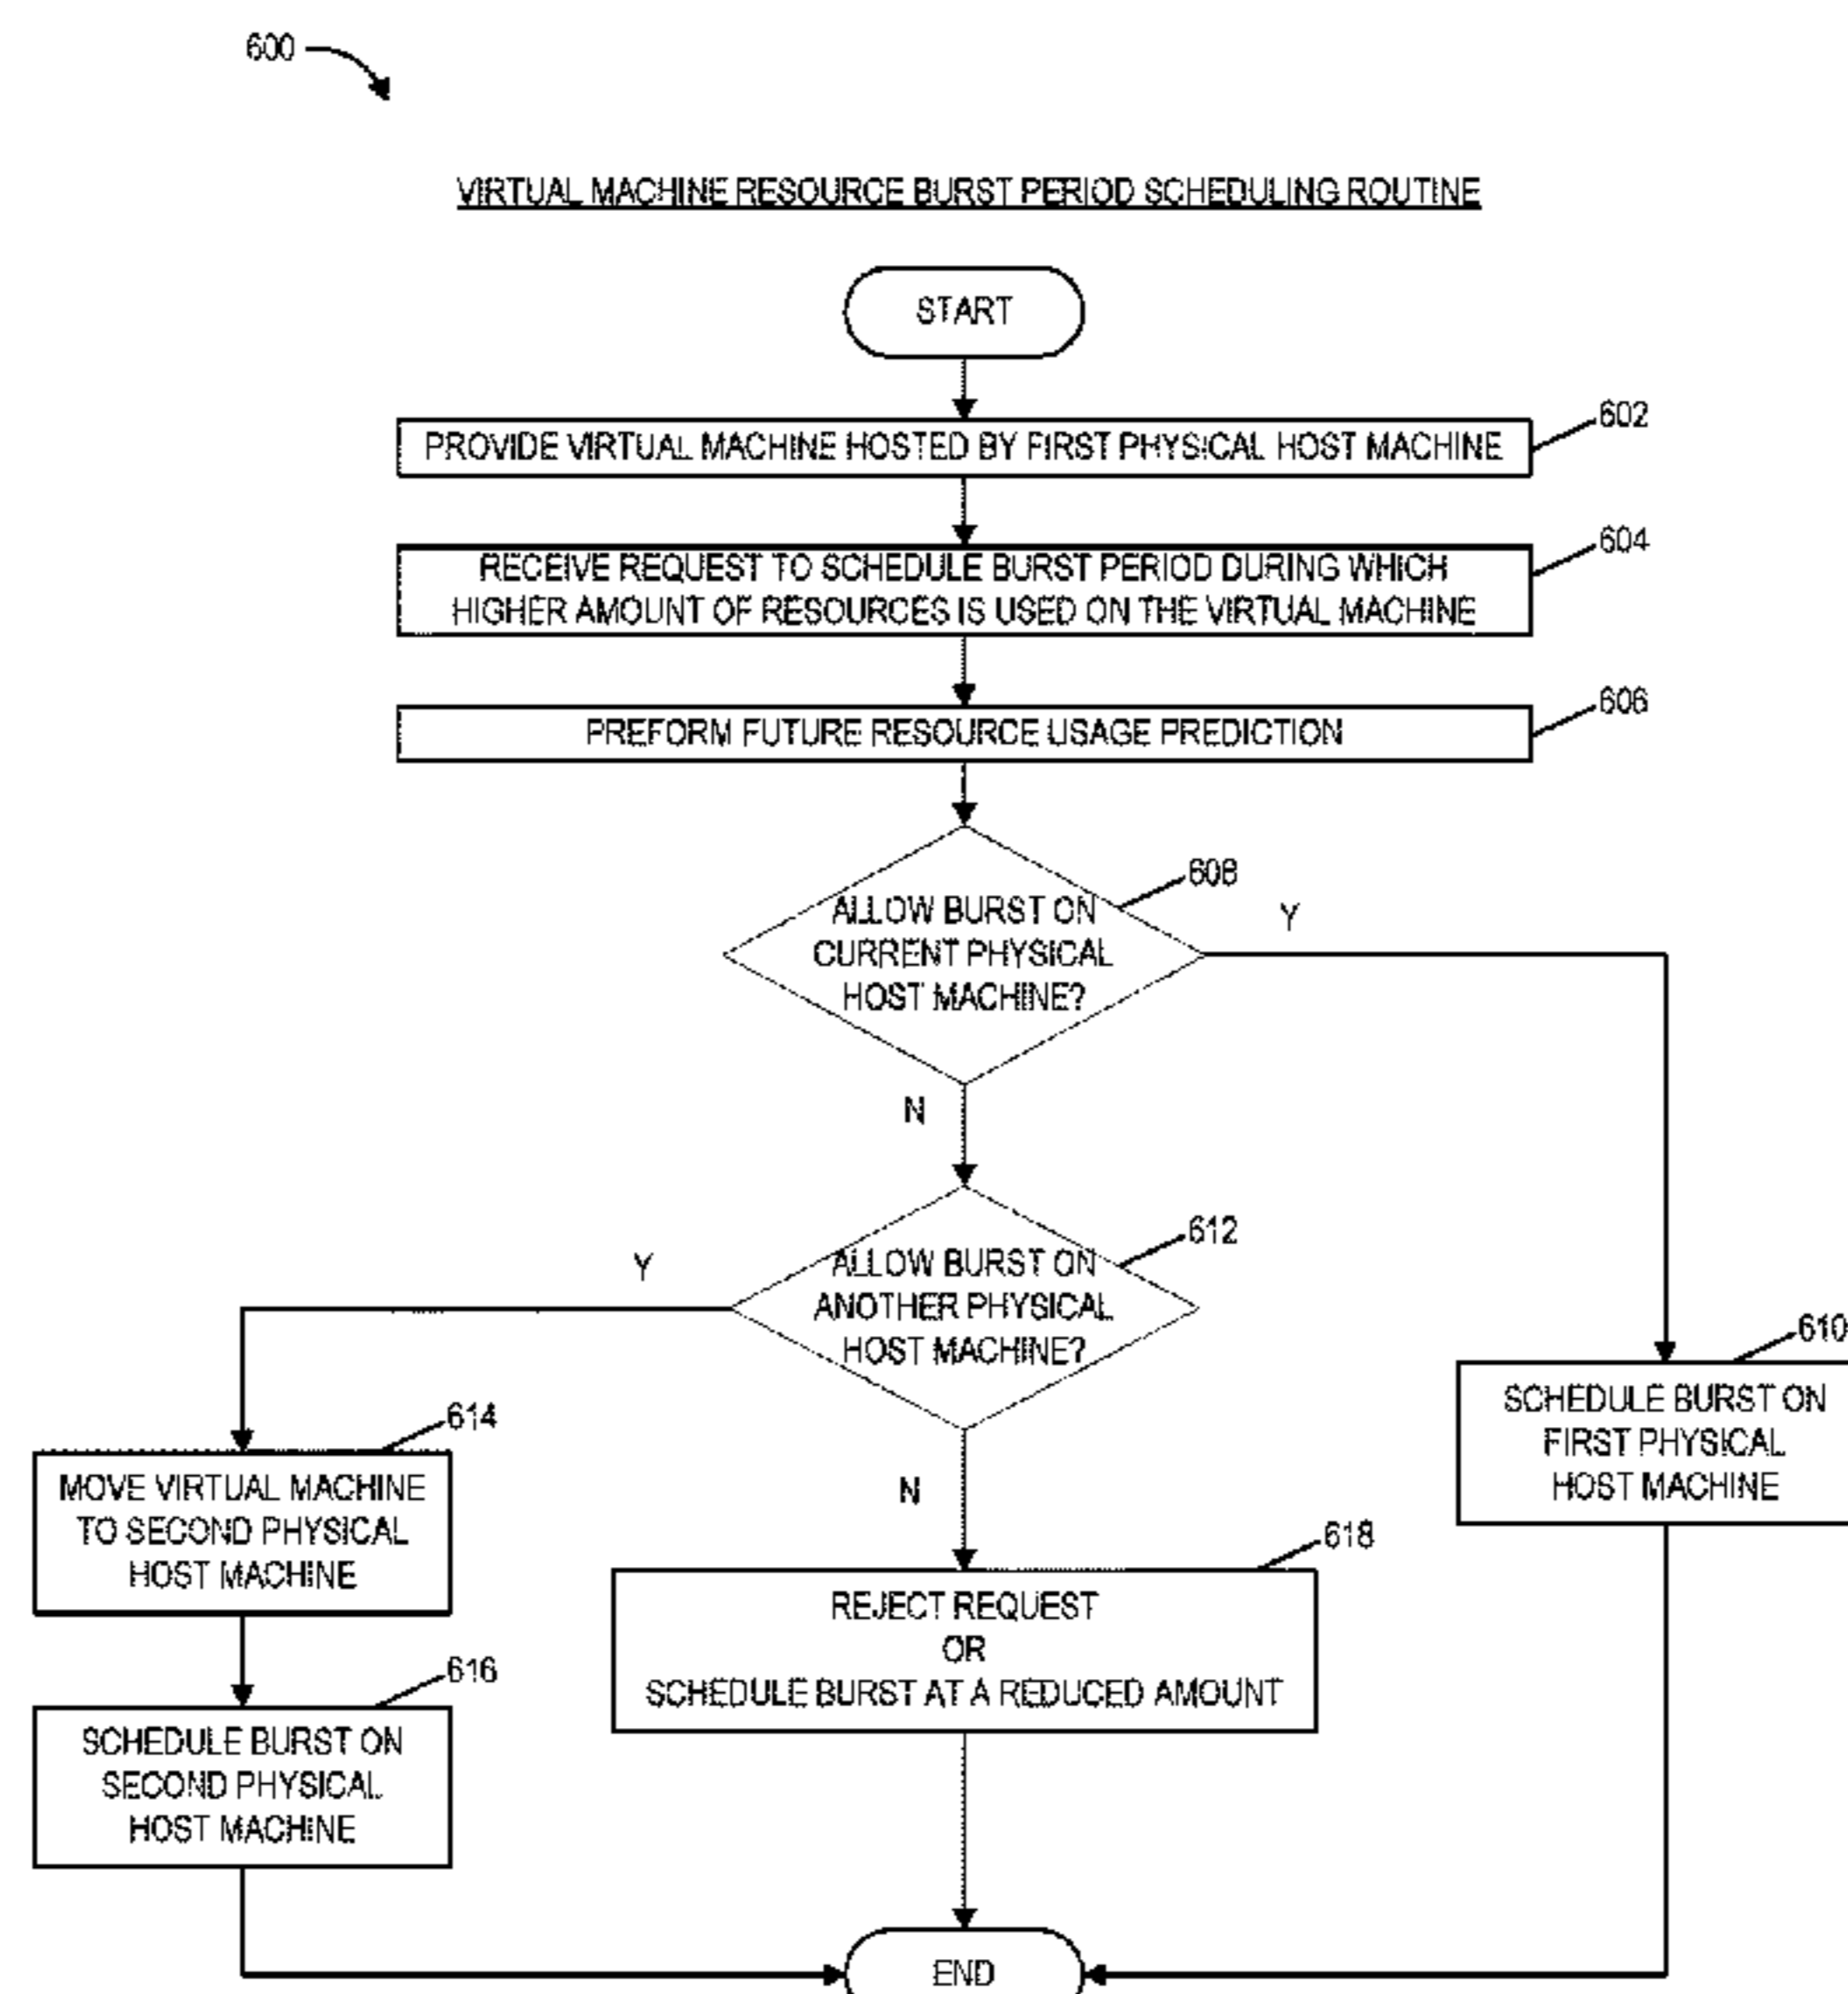 600
VIRTUAL MACHINE RESOURCE BURST PERIOD SCHEDULING ROUTINE
START
602
PROVIDE VIRTUAL MACHINE HOSTED BY FIRST PHYSICAL HOST MACHINE
604
RECEIVE REQUEST TO SCHEDULE BURST PERIOD DURING WHICH
HIGHER AMOUNT OF RESOURCES IS USED ON THE VIRTUAL MACHINE
606
PREFORM FUTURE RESOURCE USAGE PREDICTION
608
ALLOW BURST ON
CURRENT PHYSICAL
HOST MACHINE?
Y
N
612
ALLOW BURST ON
ANOTHER PHYSICAL
HOST MACHINE?
Y
N
610
SCHEDULE BURST ON
FIRST PHYSICAL
HOST MACHINE
614
MOVE VIRTUAL MACHINE
TO SECOND PHYSICAL
HOST MACHINE
618
REJECT REQUEST
OR
SCHEDULE BURST AT A REDUCED AMOUNT
616
SCHEDULE BURST ON
SECOND PHYSICAL
HOST MACHINE
END